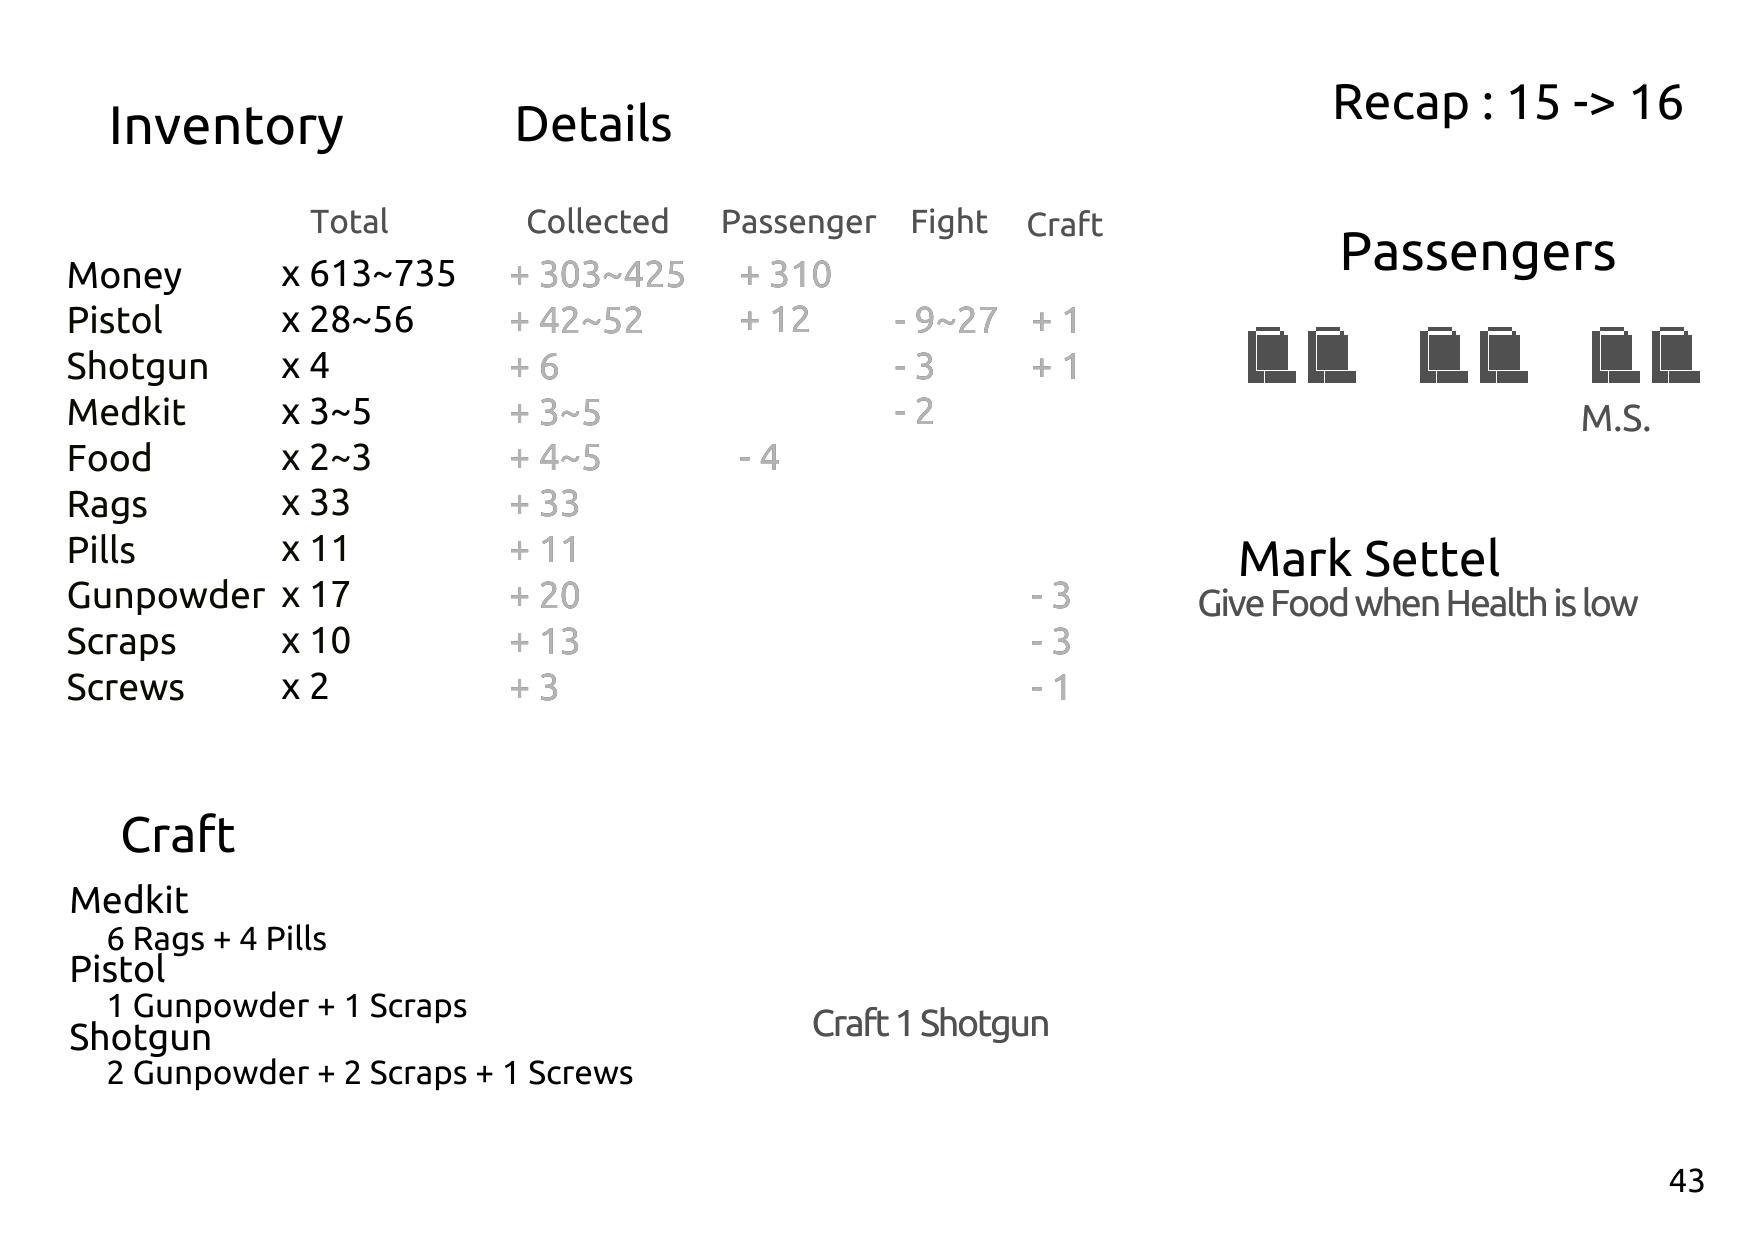 Recap : 15 -> 16
Inventory Details
Total Collected Passenger Fight Craft
Money x 613~735 + 303~425 + 310
Pistol x 28~56 + 42~52 + 12 - 9~27 + 1
Shotgun x 4 + 6 - 3 + 1
Medkit x 3~5 + 3~5 - 2
Food x 2~3 + 4~5 - 4
Rags x 33 + 33
Pills x 11 + 11
Gunpowder x 17 + 20 - 3
Scraps x 10 + 13 - 3
Screws x 2 + 3 - 1
Passengers
M.S.
Mark Settel
Give Food when Health is low
Craft
Medkit
6 Rags + 4 Pills
Pistol
1 Gunpowder + 1 Scraps
Shotgun
2 Gunpowder + 2 Scraps + 1 Screws
Craft 1 Shotgun
43